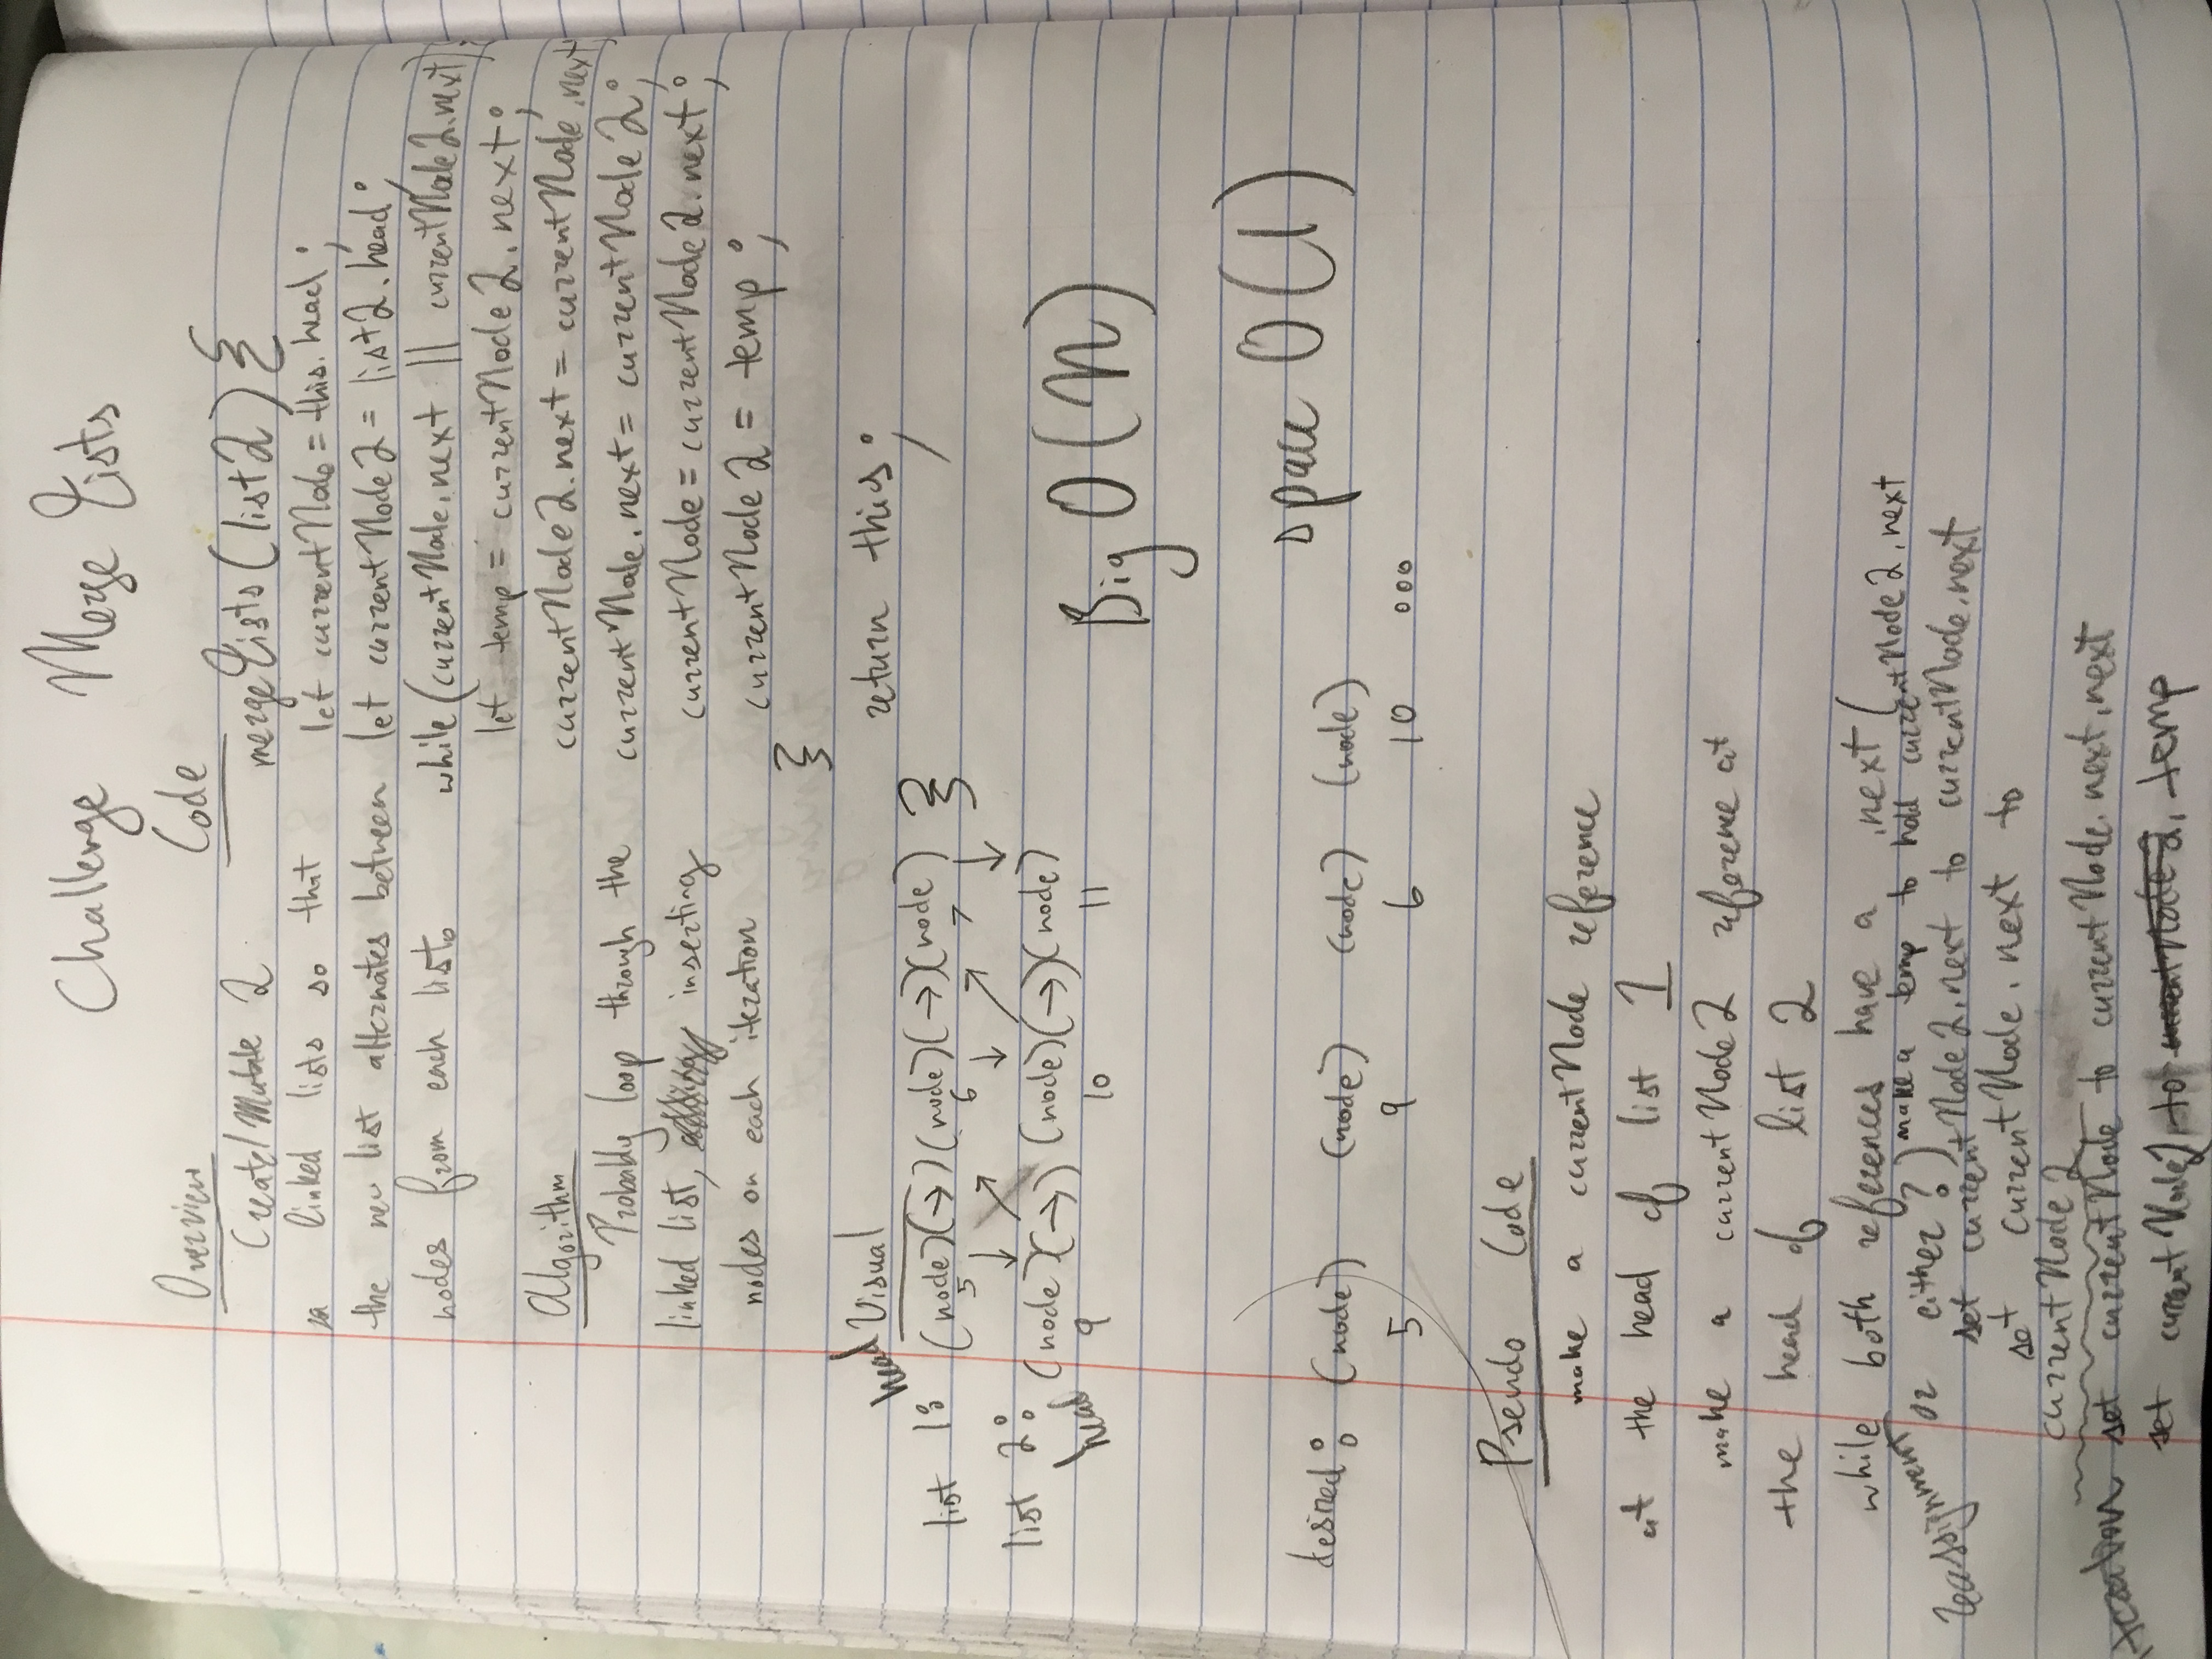 Challenge Merge Lists
Overview
Create/Mutate 2
linked lists so that
the new list alternates between
nodes from each list.
Algorithm
Probably loop through the
linked list, inserting
nodes on each iteration
Code
mergeLists(list2) {
let currentNode = this.head;
let currentNode2 = list2.head;
while (currentNode.next || currentNode2.next) {
let temp = currentNode2.next;
currentNode2.next = currentNode.next;
currentNode.next = currentNode2;
currentNode = currentNode2.next;
currentNode2 = temp;
}
return this;
}
Visual
head
list 1: (node)(→)(node)(→)(node)
5 6 7
list 2: (node)(→)(node)(→)(node)
head
9 10 11
Big O(n)
space O(1)
desired: (node) (node) (node) (node)
5 9 6 10 ooo
Pseudo Code
make a currentNode reference
at the head of list 1
make a currentNode2 reference at
the head of list 2
while both references have a .next (
or either?) make a temp to hold currentNode2.next
reassignment
set currentNode2.next to currentNode.next
set currentNode.next to
currentNode2
iteration set currentNode to currentNode.next.next
set currentNode2 to currentNode2. temp